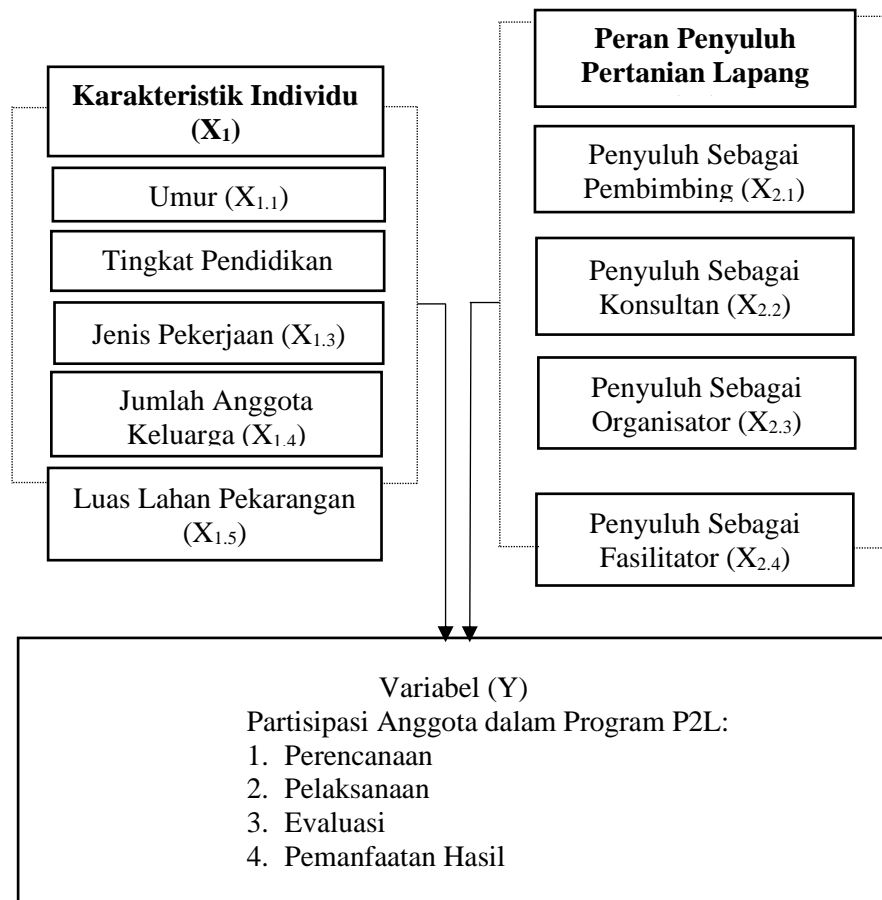 Karakteristik Individu
(X₁)
Umur (X₁.₁)
Tingkat Pendidikan
Jenis Pekerjaan (X₁.₃)
Jumlah Anggota
Keluarga (X₁.₄)
Luas Lahan Pekarangan
(X₁.₅)
Peran Penyuluh
Pertanian Lapang
Penyuluh Sebagai
Pembimbing (X₂.₁)
Penyuluh Sebagai
Konsultan (X₂.₂)
Penyuluh Sebagai
Organisator (X₂.₃)
Penyuluh Sebagai
Fasilitator (X₂.₄)
Variabel (Y)
Partisipasi Anggota dalam Program P2L:
1. Perencanaan
2. Pelaksanaan
3. Evaluasi
4. Pemanfaatan Hasil